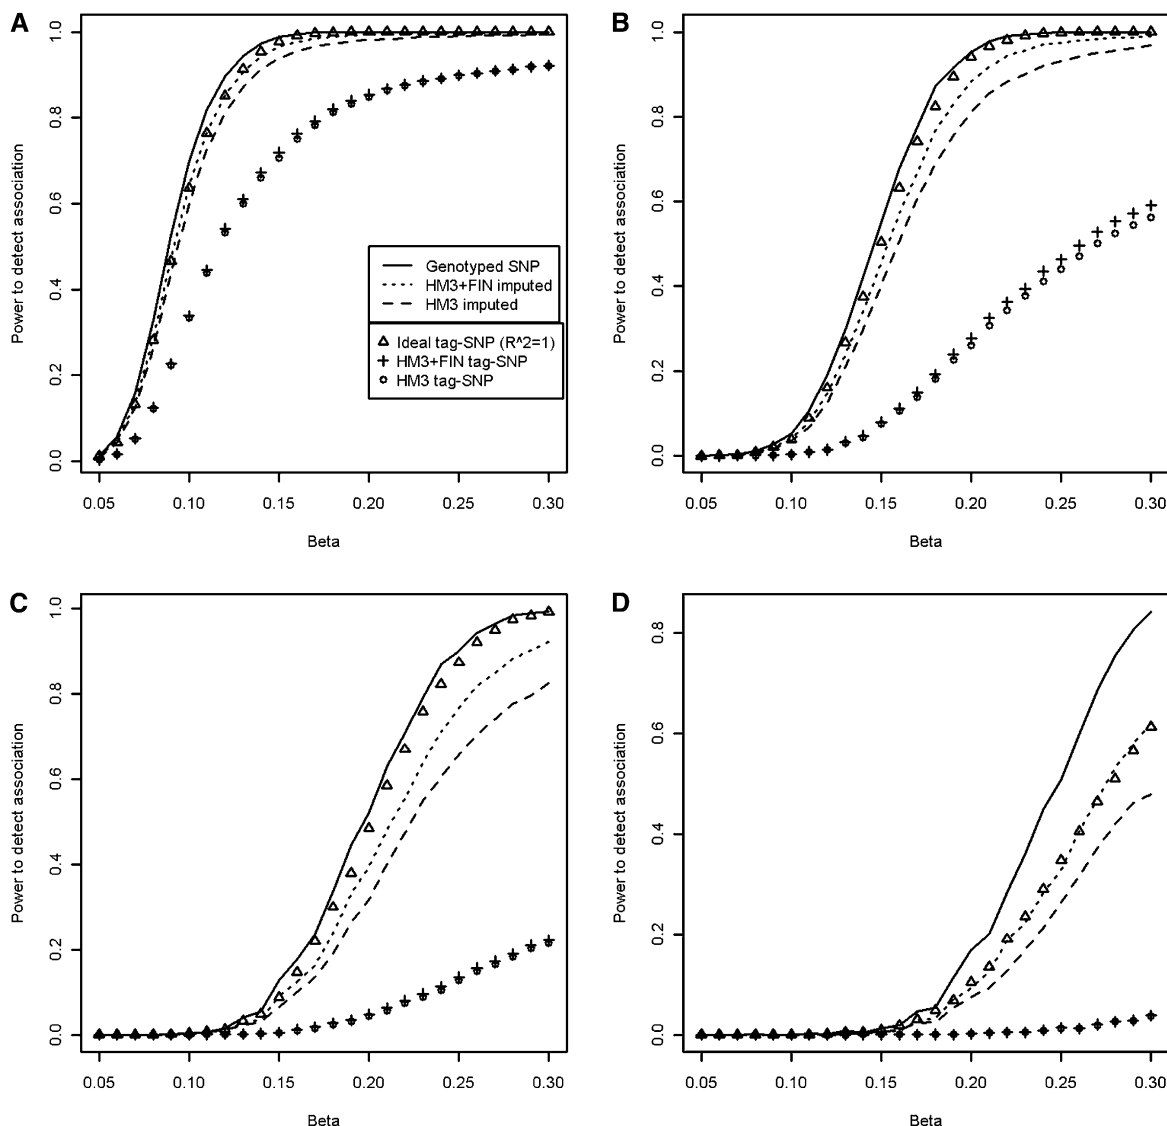 A
Power to detect association
1.0
0.8
0.6
0.4
0.2
0.0
0.05 0.10 0.15 0.20 0.25 0.30
Beta
Genotyped SNP
HM3+FIN imputed
HM3 imputed
Ideal tag-SNP (R^2=1)
HM3+FIN tag-SNP
HM3 tag-SNP
B
Power to detect association
1.0
0.8
0.6
0.4
0.2
0.0
0.05 0.10 0.15 0.20 0.25 0.30
Beta
C
Power to detect association
1.0
0.8
0.6
0.4
0.2
0.0
0.05 0.10 0.15 0.20 0.25 0.30
Beta
D
Power to detect association
0.8
0.6
0.4
0.2
0.0
0.05 0.10 0.15 0.20 0.25 0.30
Beta